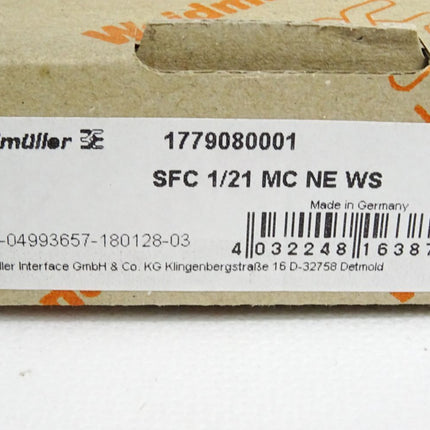 Weidm
müller
1779080001
SFC 1/21 MC NE WS
Made in Germany
-04993657-180128-03
4 032248 16387
ller Interface GmbH & Co. KG Klingenbergstraße 16 D-32758 Detmold